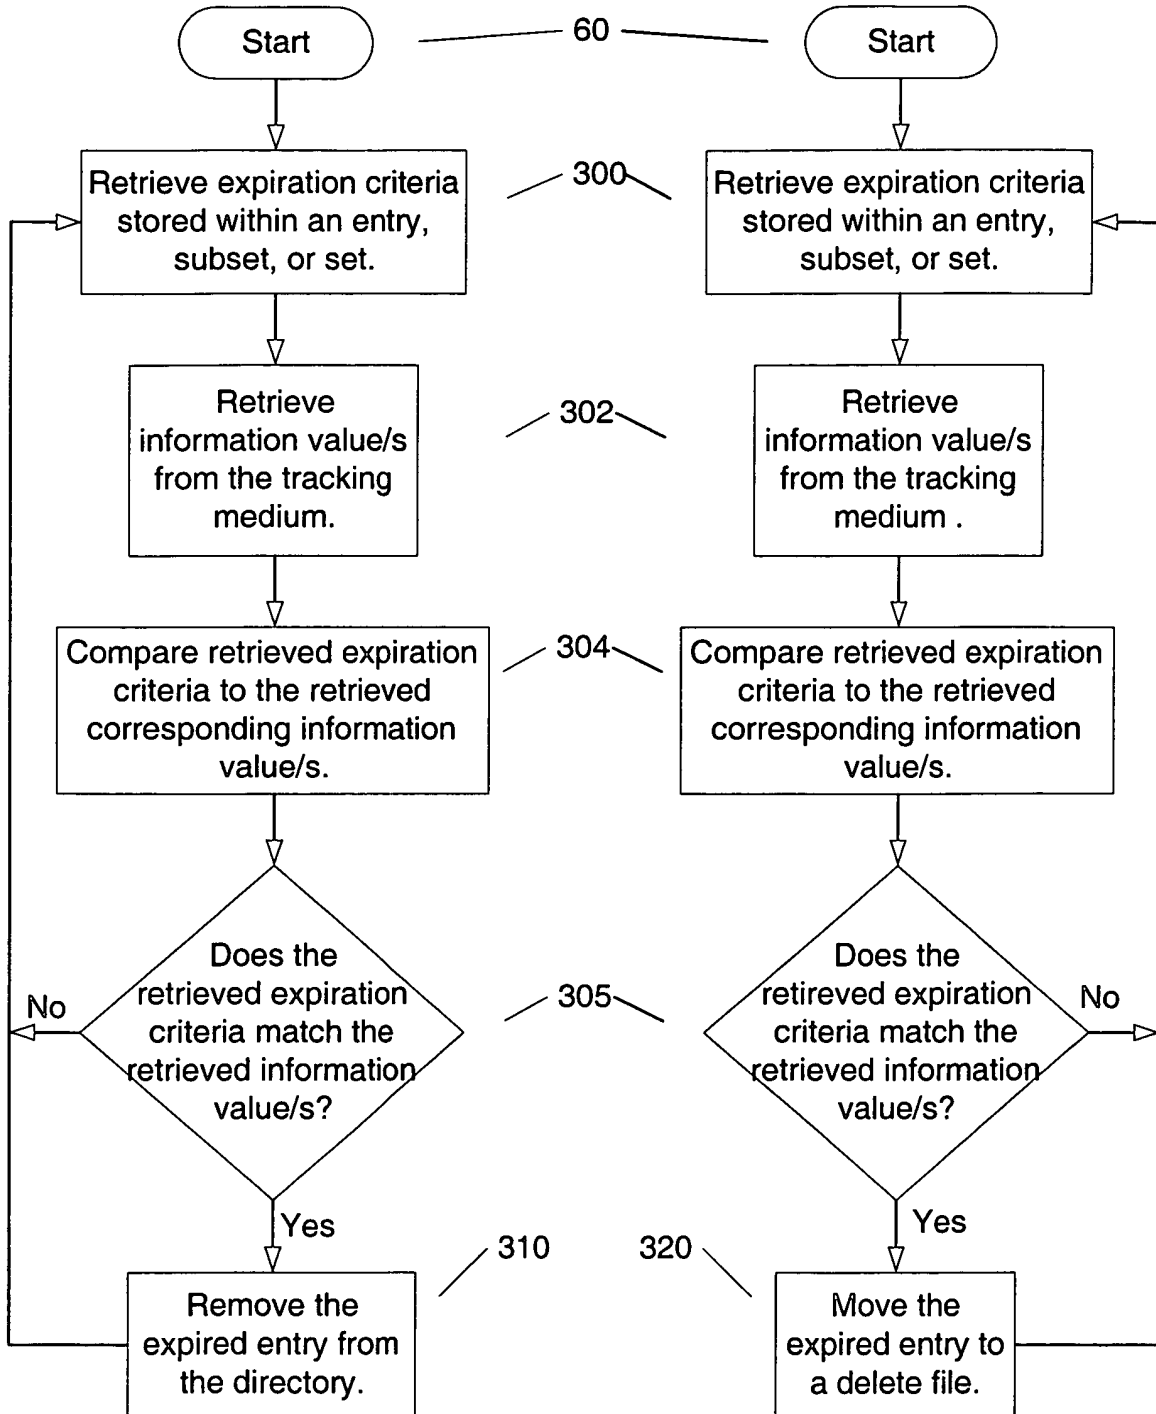 Start
60
Start
Retrieve expiration criteria
stored within an entry,
subset, or set.
300
Retrieve expiration criteria
stored within an entry,
subset, or set.
Retrieve
information value/s
from the tracking
medium.
302
Retrieve
information value/s
from the tracking
medium .
Compare retrieved expiration
criteria to the retrieved
corresponding information
value/s.
304
Compare retrieved expiration
criteria to the retrieved
corresponding information
value/s.
Does the
retrieved expiration
criteria match the
retrieved information
value/s?
No
305
Does the
retireved expiration
criteria match the
retrieved information
value/s?
No
Yes
Yes
310
320
Remove the
expired entry from
the directory.
Move the
expired entry to
a delete file.